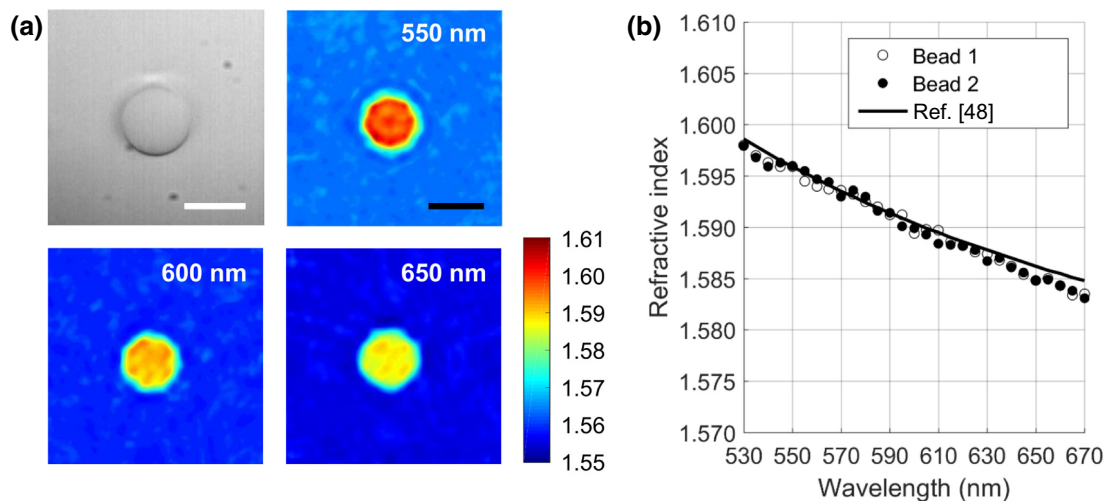 (a)
550 nm
600 nm
650 nm
1.61
1.60
1.59
1.58
1.57
1.56
1.55
(b)
1.610
1.605
1.600
1.595
1.590
1.585
1.580
1.575
1.570
Refractive index
Bead 1
Bead 2
Ref. [48]
530 550 570 590 610 630 650 670
Wavelength (nm)